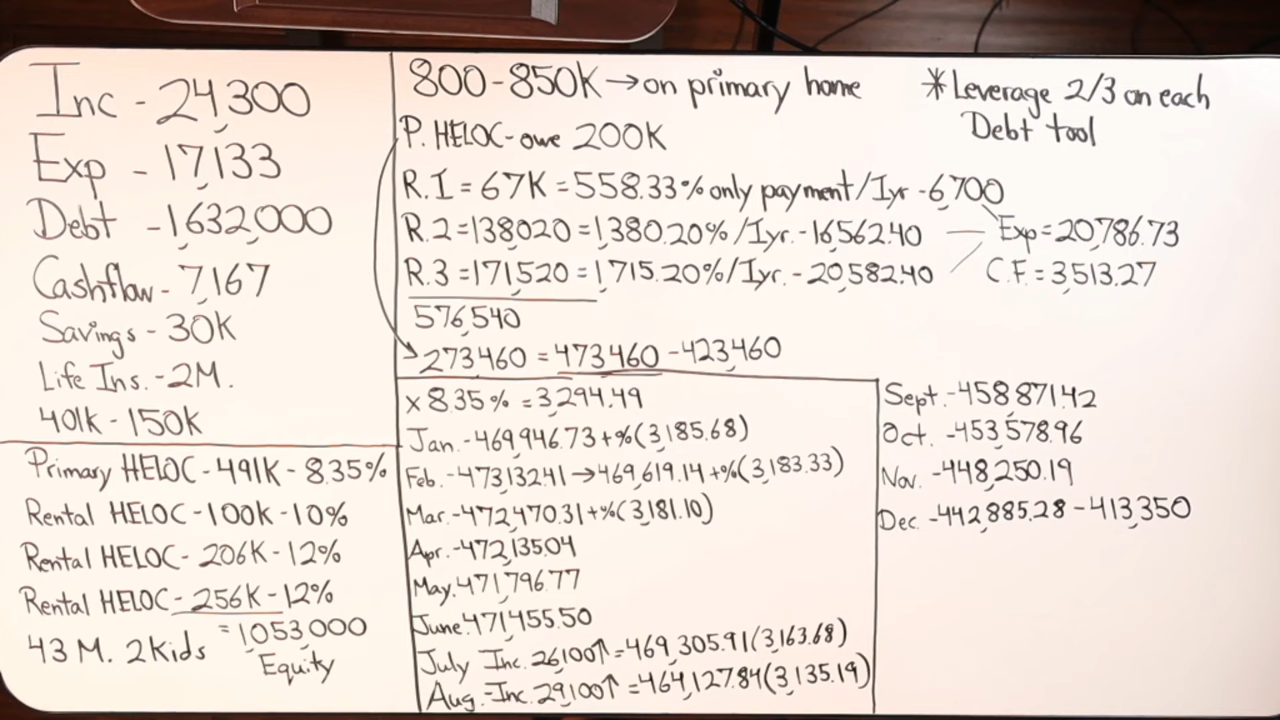 Inc - 24,300
Exp - 17,133
Debt - 1,632,000
Cashflow - 7,167
Savings - 30K
Life Ins. - 2M.
401k - 150K
Primary HELOC - 491K - 8.35%
Rental HELOC - 100k - 10%
Rental HELOC - 206K - 12%
Rental HELOC - 256K - 12%
= 1,053,000
43 M. 2 Kids
Equity
800-850K → on primary home
P. HELOC - owe 200K
R.1 = 67K = 558.33 % only payment/1yr - 6,700
R.2 = 138,020 = 1,380.20%/1yr. - 16,562.40
R.3 = 171,520 = 1,715.20%/1yr. - 20,582.40
576,540
273,460 = 473,460 - 423,460
* Leverage 2/3 on each
Debt tool
Exp = 20,786.73
C.F. = 3,513.27
x 8.35% = 3,294.49
Jan. - 469,946.73 + %(3,185.68)
Feb. - 473,132.41 → 469,619.14 + %(3,183.33)
Mar. - 472,470.31 + %(3,181.10)
Apr. - 472,135.04
May. 471,796.77
June. 471,455.50
July Inc. 26,100↑ = 469,305.91 (3,163.68)
Aug. - Inc. 29,100↑ = 464,127.84 (3,135.19)
Sept. - 458,871.42
Oct. - 453,578.96
Nov. - 448,250.19
Dec. - 442,885.28 - 413,350